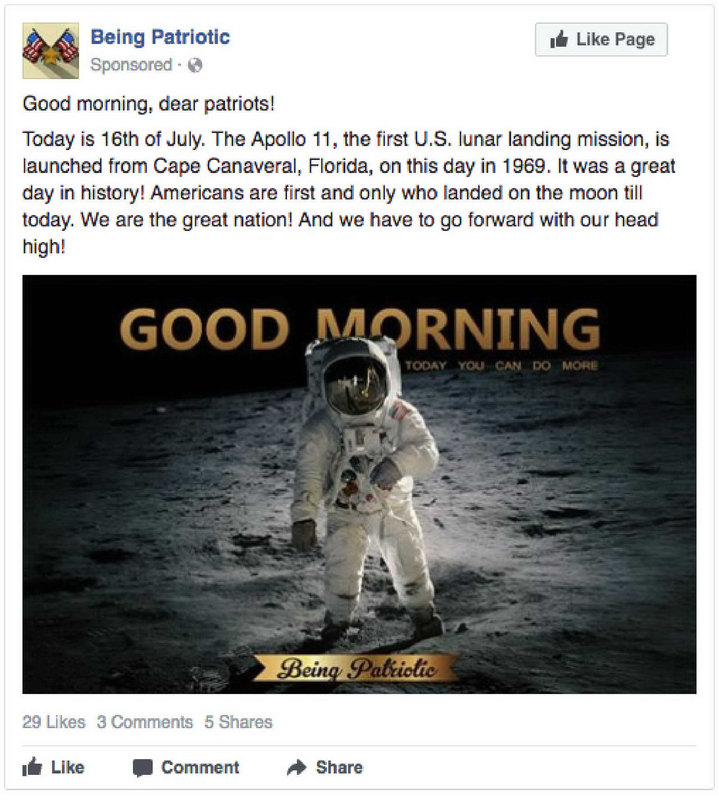 Being Patriotic
Like Page
Sponsored ·
Good morning, dear patriots!
Today is 16th of July. The Apollo 11, the first U.S. lunar landing mission, is
launched from Cape Canaveral, Florida, on this day in 1969. It was a great
day in history! Americans are first and only who landed on the moon till
today. We are the great nation! And we have to go forward with our head
high!
GOOD MORNING
TODAY YOU CAN DO MORE
Being Patriotic
29 Likes 3 Comments 5 Shares
Like Comment Share